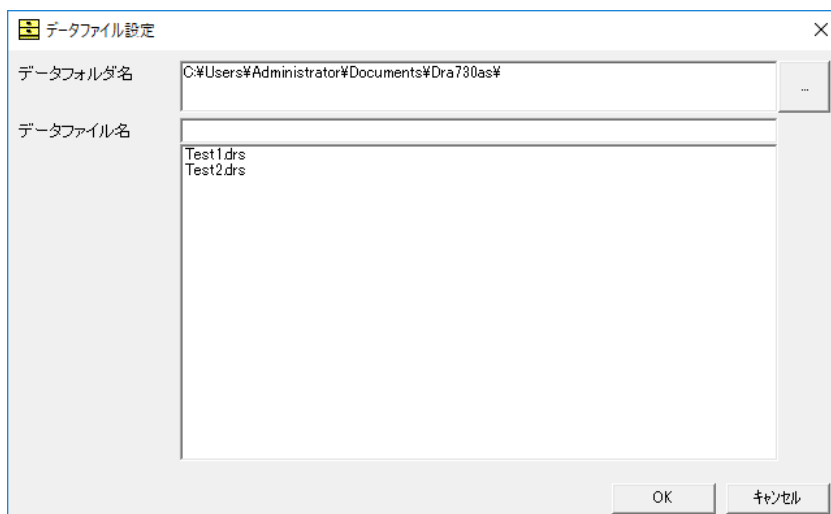 データファイル設定
データフォルダ名
C:¥Users¥Administrator¥Documents¥Dra730as¥
...
データファイル名
Test1.drs
Test2.drs
OK
キャンセル